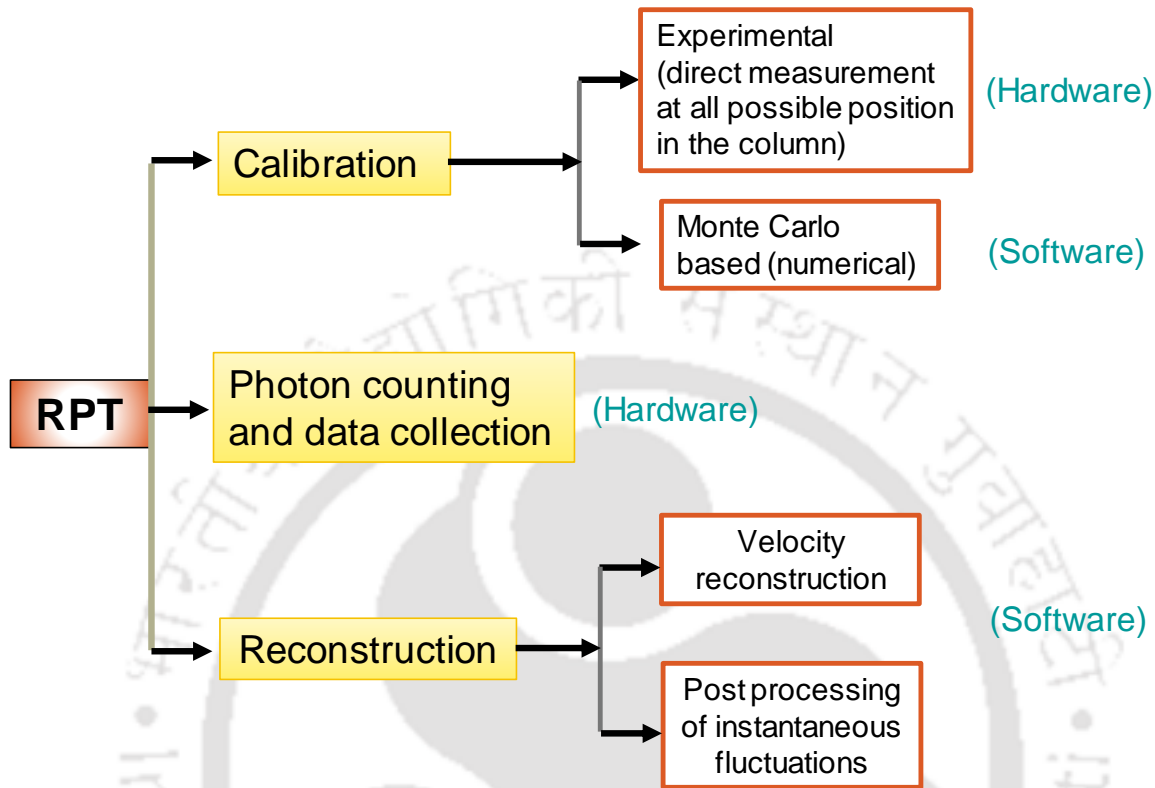 Experimental
(direct measurement
at all possible position
in the column)
(Hardware)
Calibration
Monte Carlo
based (numerical)
(Software)
RPT
Photon counting
and data collection
(Hardware)
Velocity
reconstruction
(Software)
Reconstruction
Post processing
of instantaneous
fluctuations